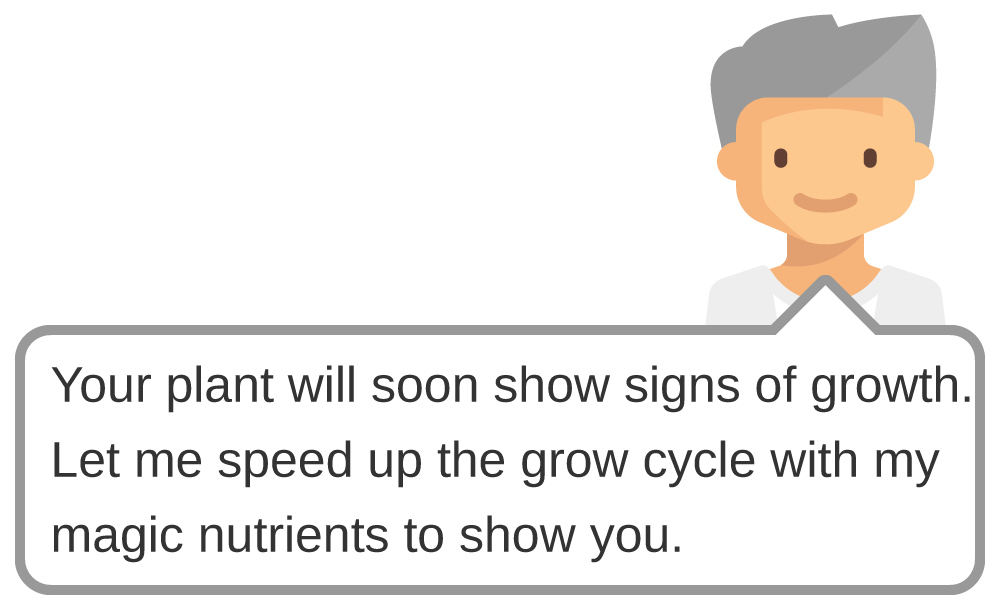 Your plant will soon show signs of growth.
Let me speed up the grow cycle with my
magic nutrients to show you.